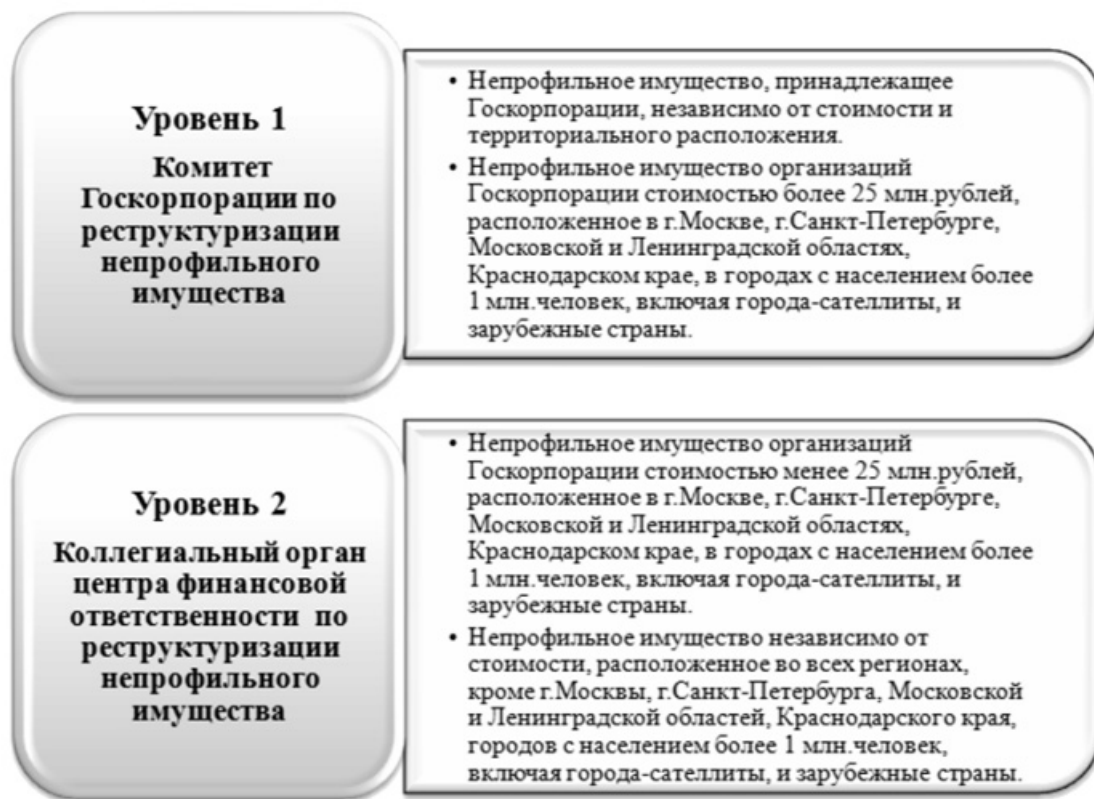 Уровень 1
Комитет
Госкорпорации по
реструктуризации
непрофильного
имущества
• Непрофильное имущество, принадлежащее
Госкорпорации, независимо от стоимости и
территориального расположения.
• Непрофильное имущество организаций
Госкорпорации стоимостью более 25 млн.рублей,
расположенное в г.Москве, г.Санкт-Петербурге,
Московской и Ленинградской областях,
Краснодарском крае, в городах с населением более
1 млн.человек, включая города-сателлиты, и
зарубежные страны.
Уровень 2
Коллегиальный орган
центра финансовой
ответственности по
реструктуризации
непрофильного
имущества
• Непрофильное имущество организаций
Госкорпорации стоимостью менее 25 млн.рублей,
расположенное в г.Москве, г.Санкт-Петербурге,
Московской и Ленинградской областях,
Краснодарском крае, в городах с населением более
1 млн.человек, включая города-сателлиты, и
зарубежные страны.
• Непрофильное имущество независимо от
стоимости, расположенное во всех регионах,
кроме г.Москвы, г.Санкт-Петербурга, Московской
и Ленинградской областей, Краснодарского края,
городов с населением более 1 млн.человек,
включая города-сателлиты, и зарубежные страны.